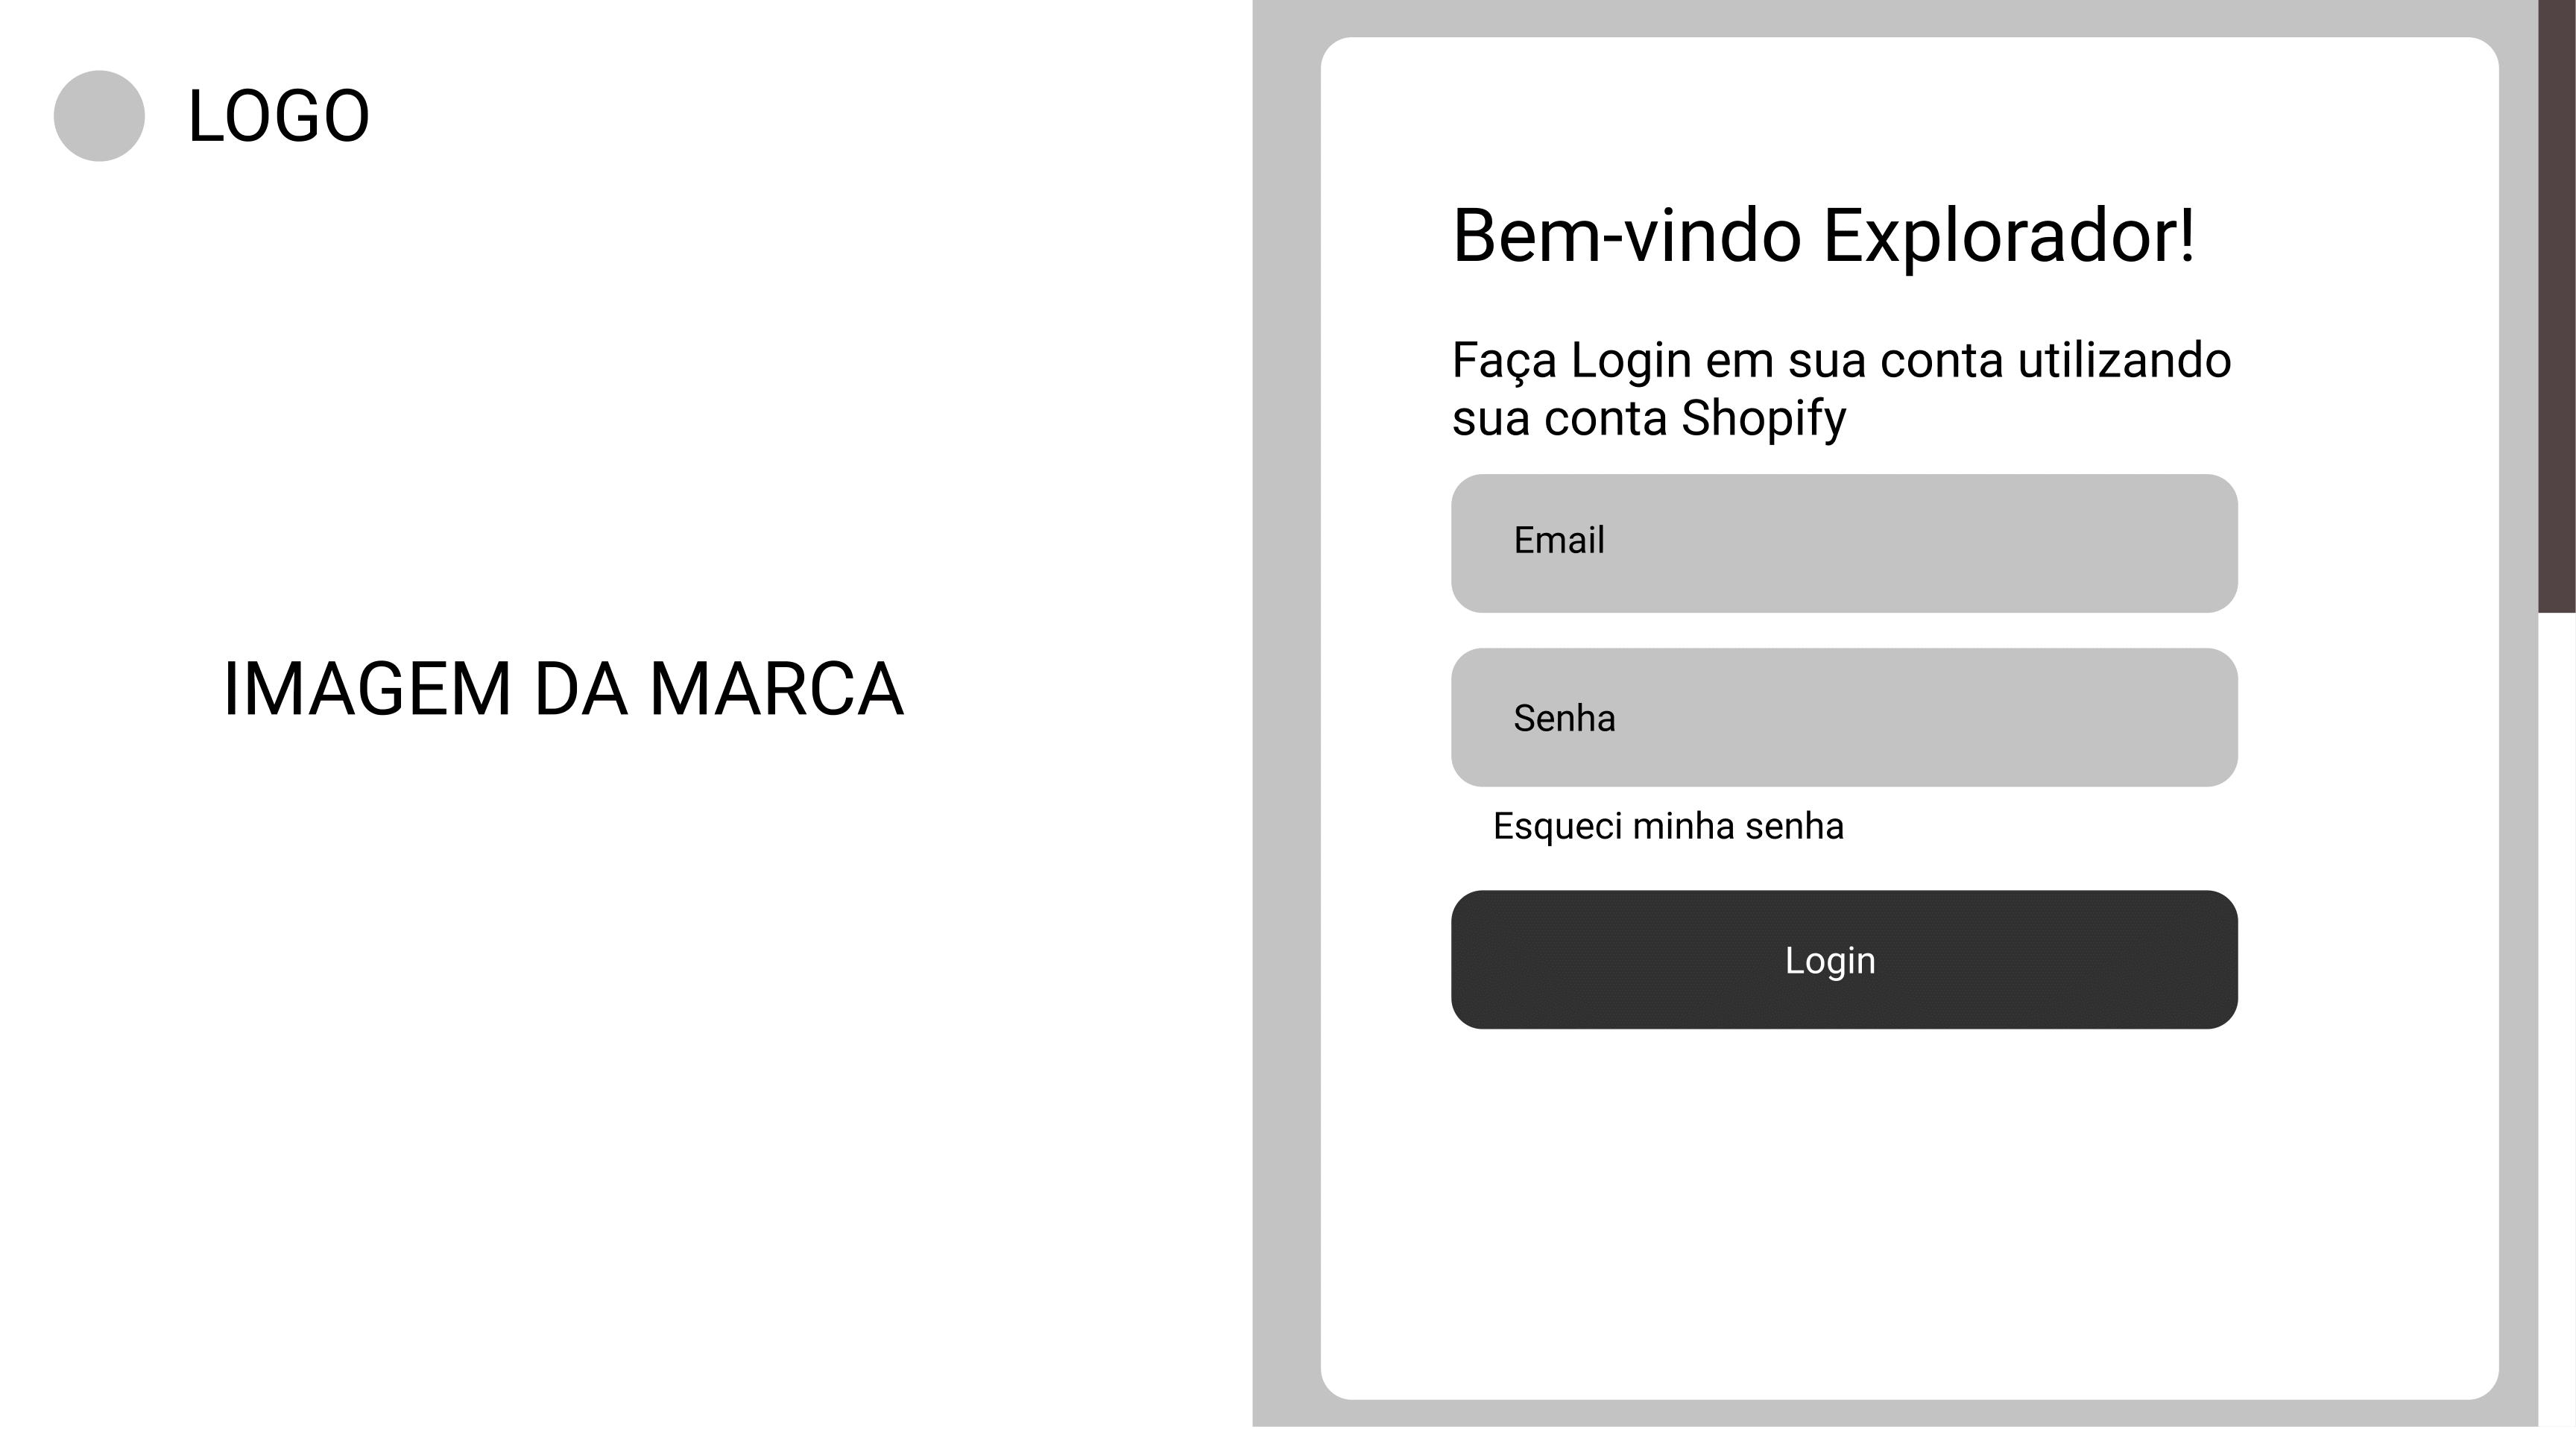 LOGO
IMAGEM DA MARCA
Bem-vindo Explorador!
Faça Login em sua conta utilizando
sua conta Shopify
Email
Senha
Esqueci minha senha
Login